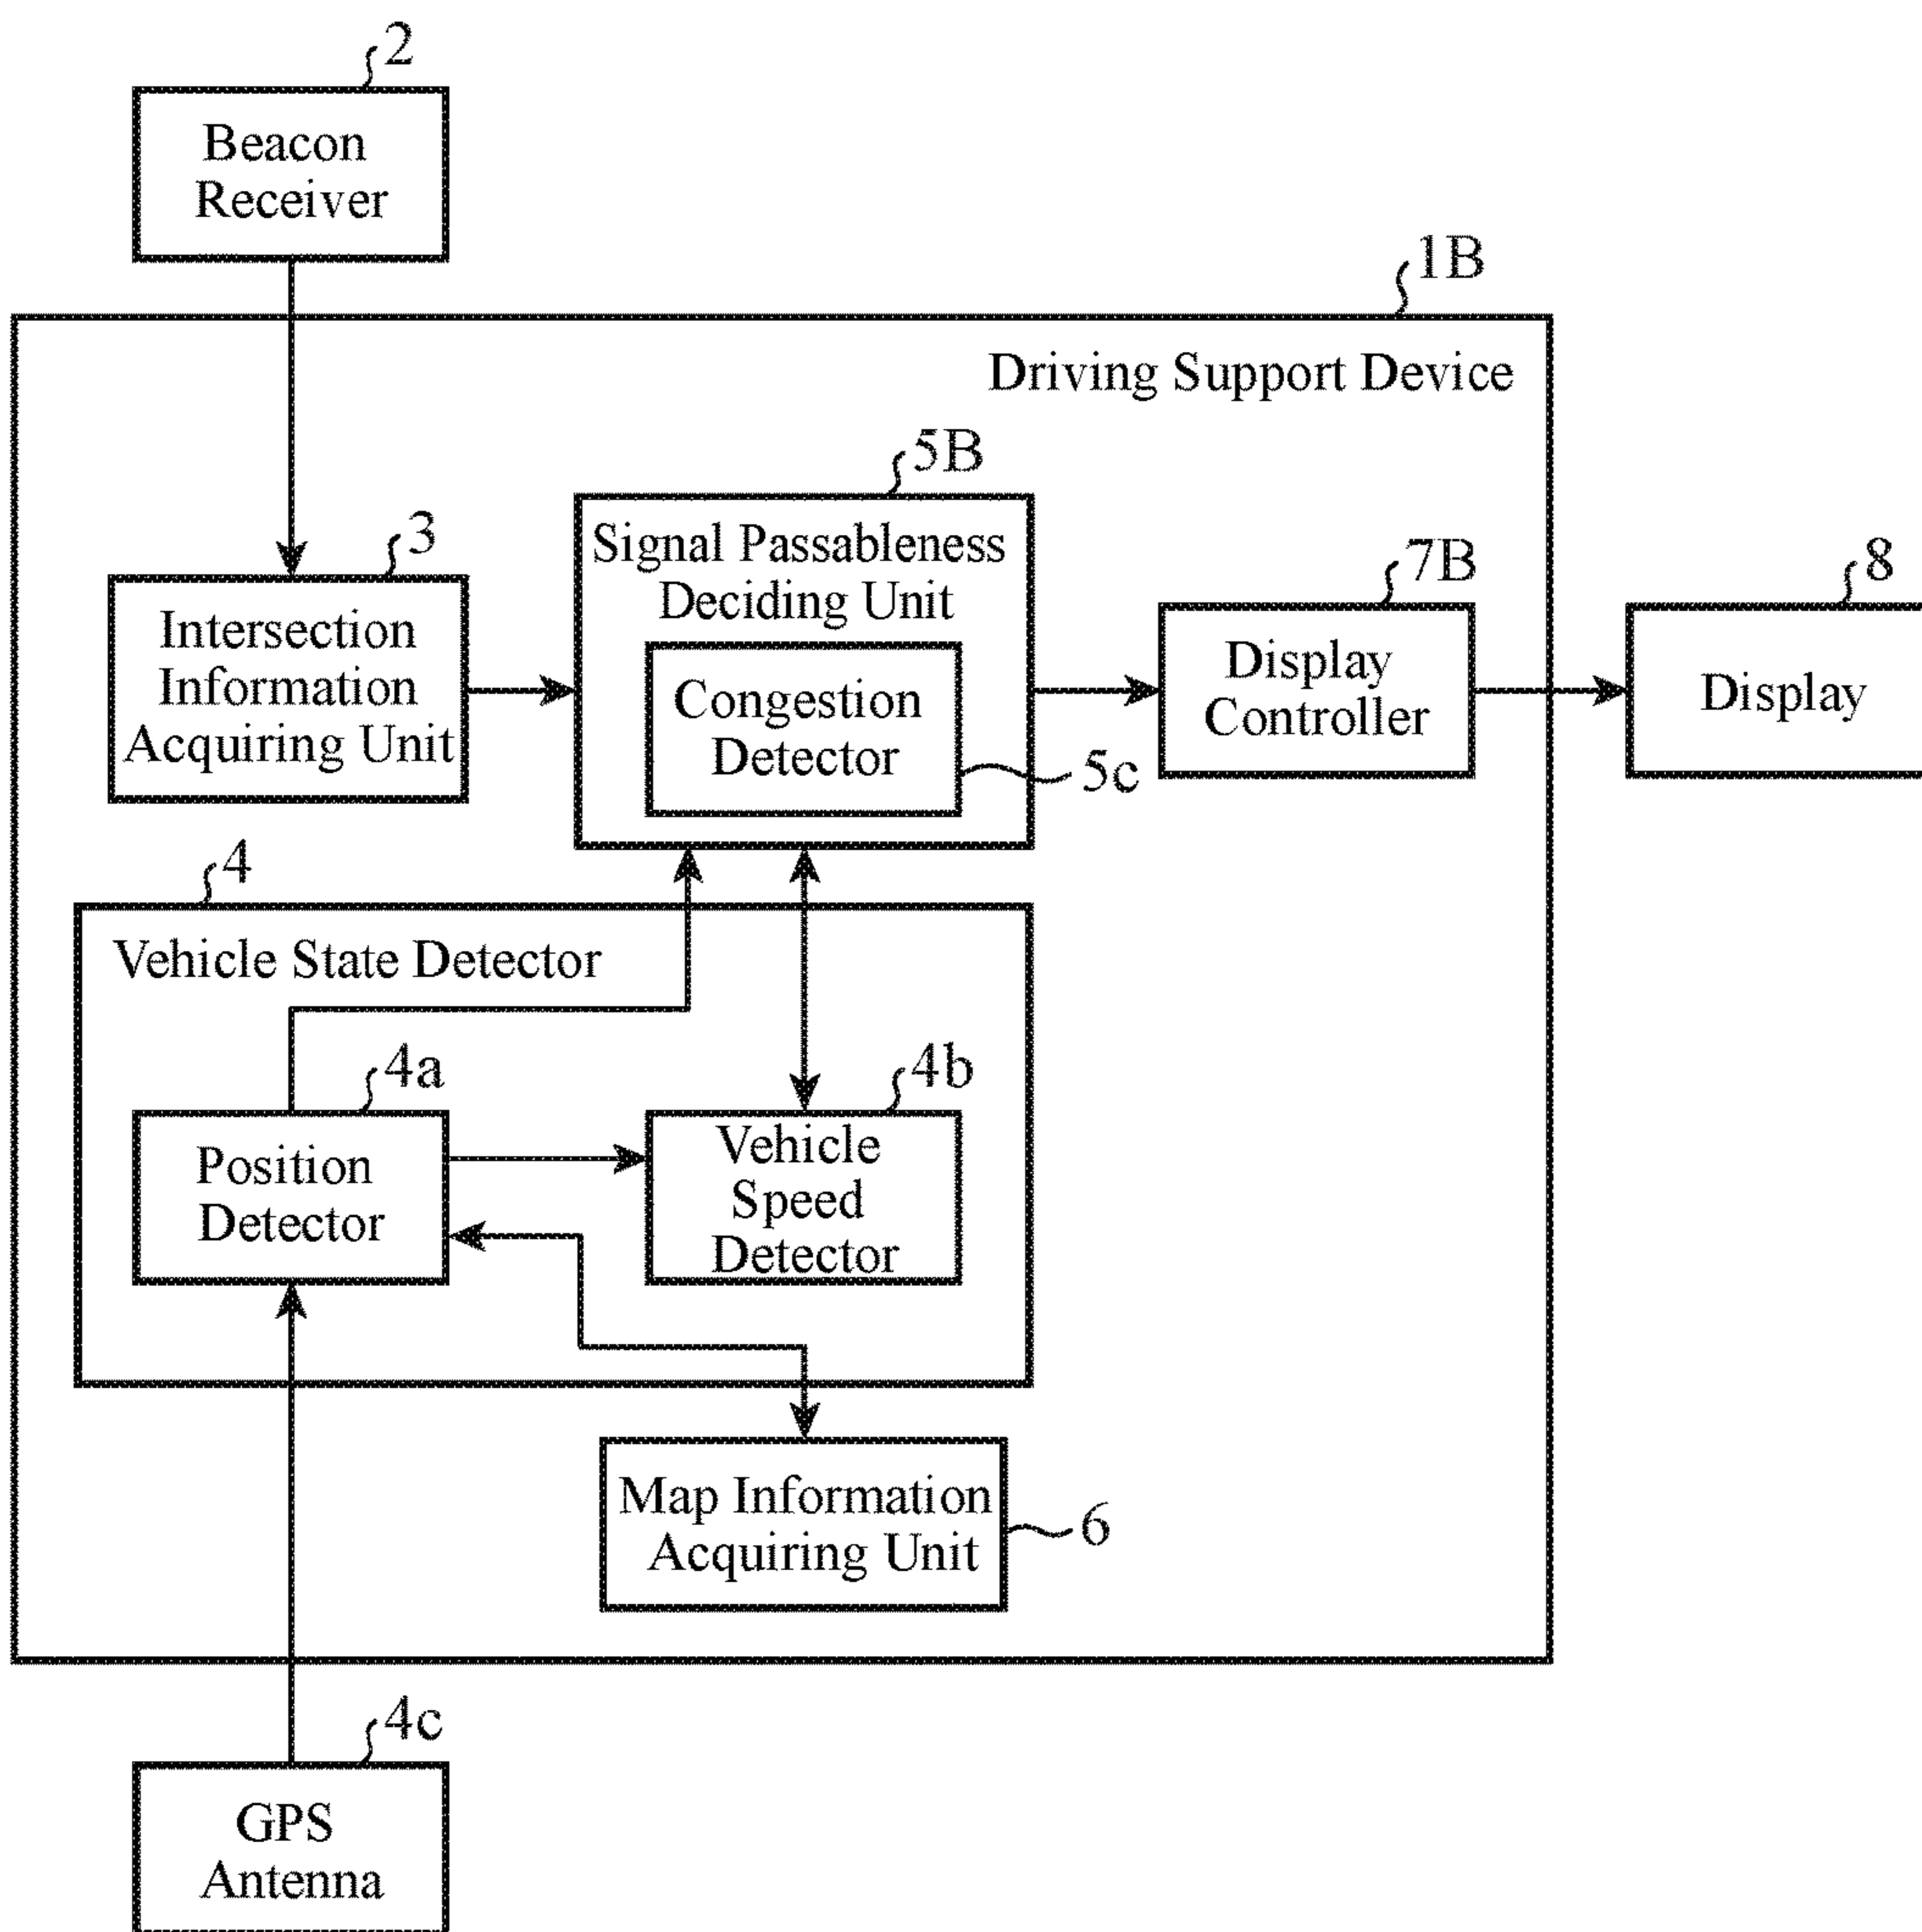 2
Beacon
Receiver
1B
Driving Support Device
5B
Signal Passableness
Deciding Unit
3
Intersection
Information
Acquiring Unit
Congestion
Detector
5c
7B
Display
Controller
8
Display
4
Vehicle State Detector
4a
Position
Detector
4b
Vehicle
Speed
Detector
Map Information
Acquiring Unit
6
4c
GPS
Antenna